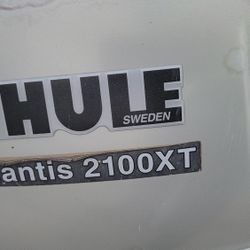 HULE
SWEDEN
antis 2100XT